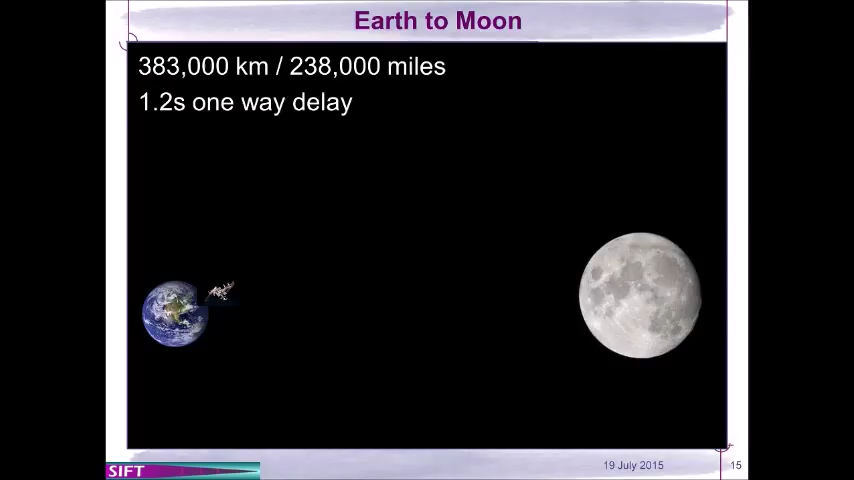 Earth to Moon
383,000 km / 238,000 miles
1.2s one way delay
SIFT
19 July 2015
15